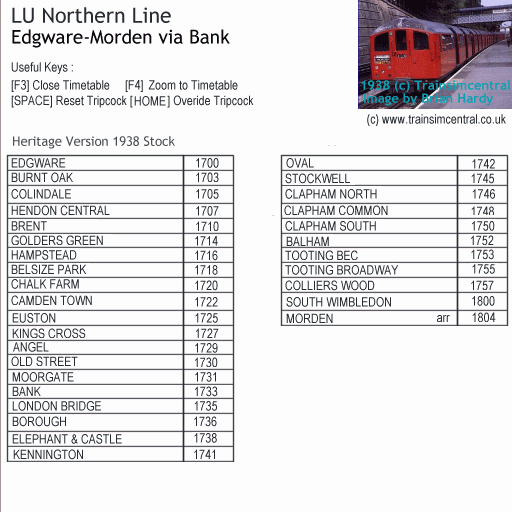 LU Northern Line
Edgware-Morden via Bank
Useful Keys :
[F3] Close Timetable [F4] Zoom to Timetable
[SPACE] Reset Tripcock [HOME] Overide Tripcock
1938 (c) Trainsimcentral
Image by Brian Hardy
(c) www.trainsimcentral.co.uk
Heritage Version 1938 Stock
EDGWARE 1700
BURNT OAK 1703
COLINDALE 1705
HENDON CENTRAL 1707
BRENT 1710
GOLDERS GREEN 1714
HAMPSTEAD 1716
BELSIZE PARK 1718
CHALK FARM 1720
CAMDEN TOWN 1722
EUSTON 1725
KINGS CROSS 1727
ANGEL 1729
OLD STREET 1730
MOORGATE 1731
BANK 1733
LONDON BRIDGE 1735
BOROUGH 1736
ELEPHANT & CASTLE 1738
KENNINGTON 1741
OVAL 1742
STOCKWELL 1745
CLAPHAM NORTH 1746
CLAPHAM COMMON 1748
CLAPHAM SOUTH 1750
BALHAM 1752
TOOTING BEC 1753
TOOTING BROADWAY 1755
COLLIERS WOOD 1757
SOUTH WIMBLEDON 1800
MORDEN arr 1804